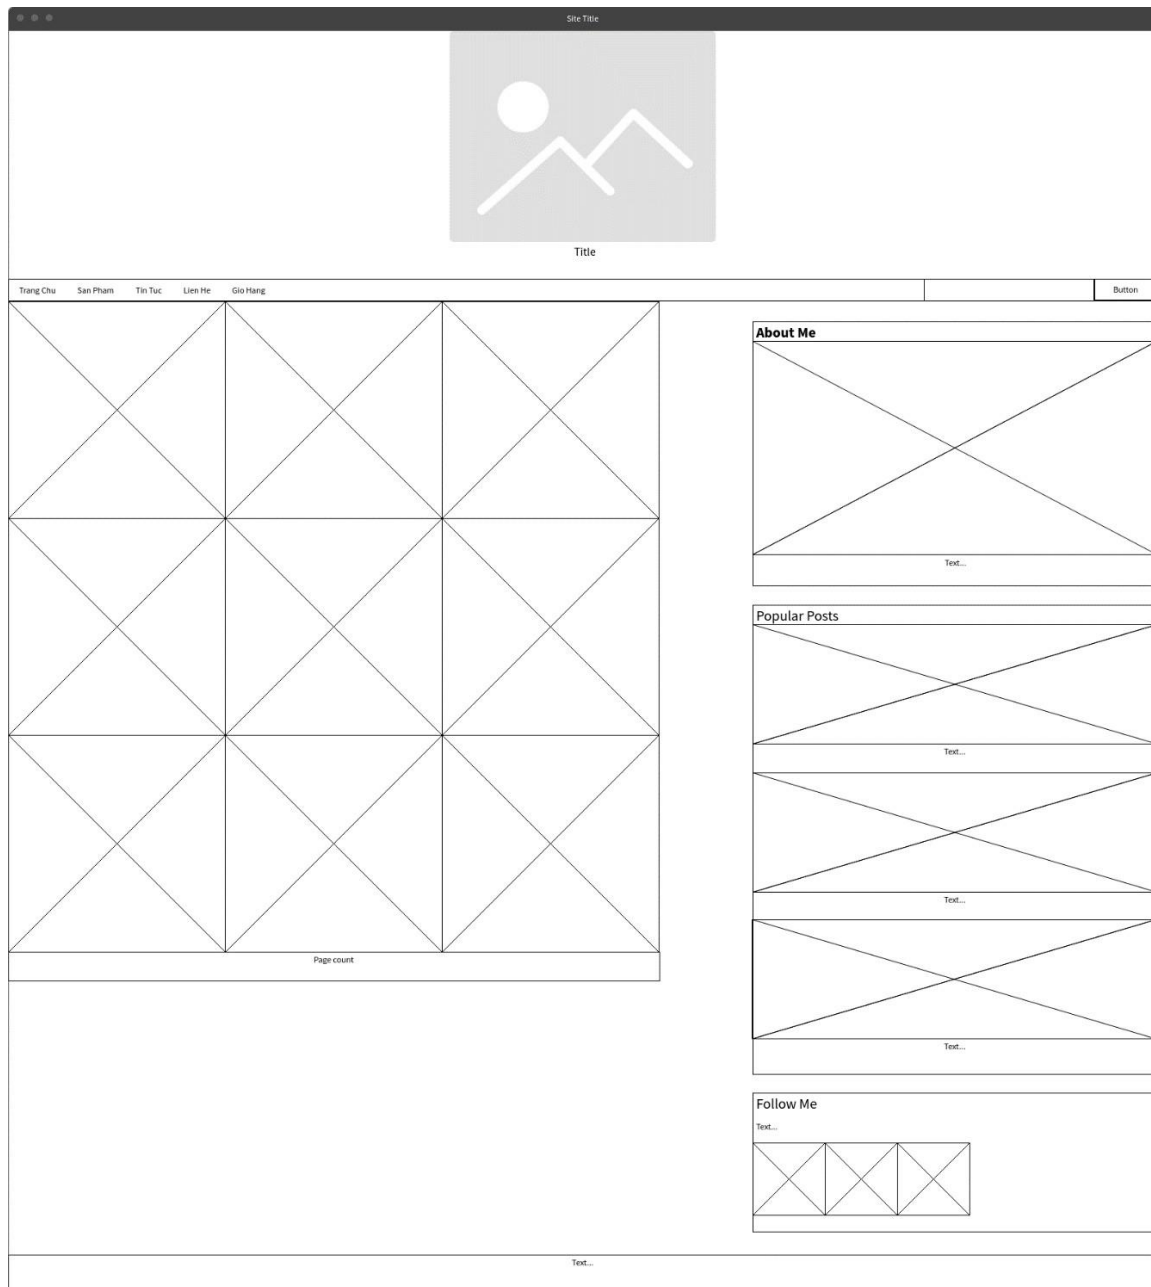 Site Title
Title
Trang Chu San Pham Tin Tuc Lien He Gio Hang Button
About Me
Text...
Popular Posts
Text...
Text...
Page count
Text...
Follow Me
Text...
Text...